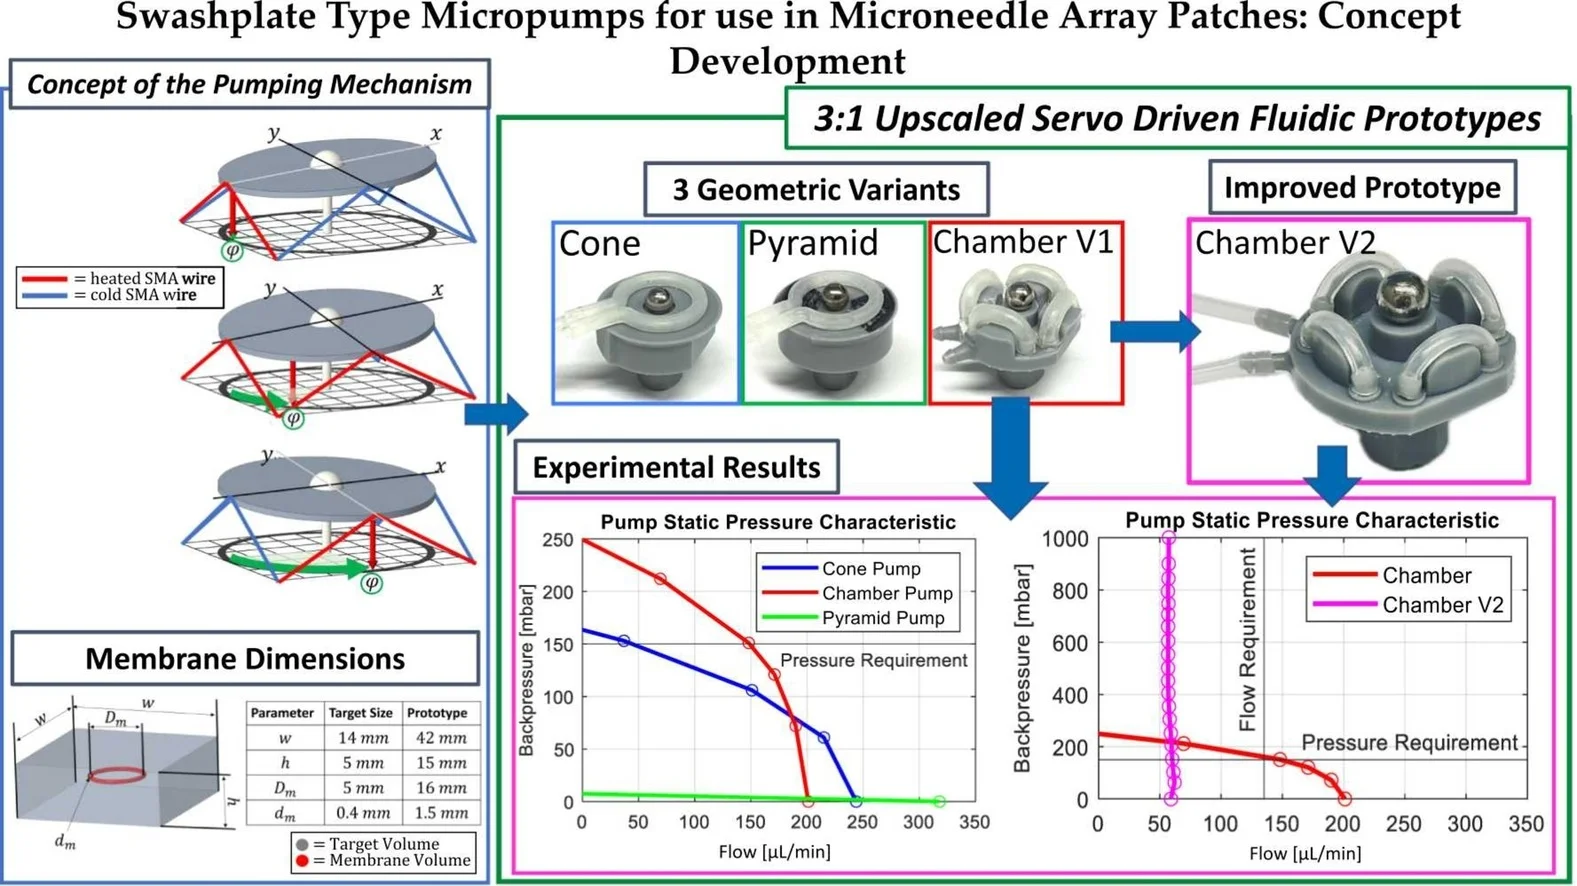 Swashplate Type Micropumps for use in Microneedle Array Patches: Concept
Development
Concept of the Pumping Mechanism
y
x
φ
= heated SMA wire
= cold SMA wire
y
x
φ
y
x
φ
Membrane Dimensions
w
w
Dm
h
dm
Parameter Target Size Prototype
w 14 mm 42 mm
h 5 mm 15 mm
Dm 5 mm 16 mm
dm 0.4 mm 1.5 mm
= Target Volume
= Membrane Volume
3:1 Upscaled Servo Driven Fluidic Prototypes
3 Geometric Variants
Cone
Pyramid
Chamber V1
Improved Prototype
Chamber V2
Experimental Results
Pump Static Pressure Characteristic
Backpressure [mbar]
250
200
150
100
50
0
Cone Pump
Chamber Pump
Pyramid Pump
Pressure Requirement
0 50 100 150 200 250 300 350
Flow [µL/min]
Pump Static Pressure Characteristic
Backpressure [mbar]
1000
800
600
400
200
0
Flow Requirement
Chamber
Chamber V2
Pressure Requirement
0 50 100 150 200 250 300 350
Flow [µL/min]